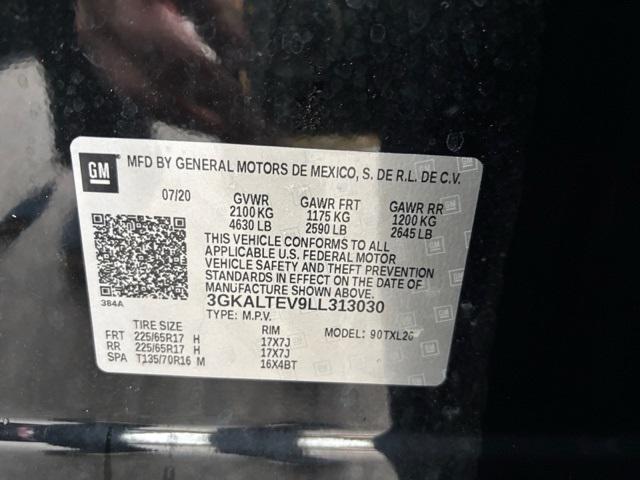 GM MFD BY GENERAL MOTORS DE MEXICO, S. DE R.L. DE C.V.
07/20 GVWR GAWR FRT GAWR RR
2100 KG 1175 KG 1200 KG
4630 LB 2590 LB 2645 LB
THIS VEHICLE CONFORMS TO ALL
APPLICABLE U.S. FEDERAL MOTOR
VEHICLE SAFETY AND THEFT PREVENTION
STANDARDS IN EFFECT ON THE DATE OF
MANUFACTURE SHOWN ABOVE.
384A
3GKALTEV9LL313030
TYPE: M.P.V.
TIRE SIZE RIM MODEL: 90TXL26
FRT 225/65R17 H 17X7J
RR 225/65R17 H 17X7J
SPA T135/70R16 M 16X4BT